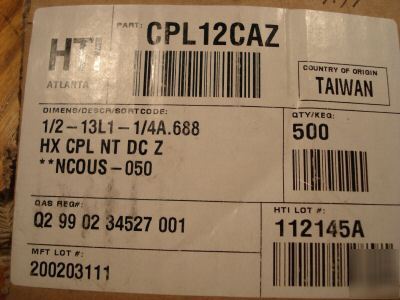 HTI
ATLANTA
PART:
CPL12CAZ
COUNTRY OF ORIGIN
TAIWAN
DIMENS/DESCR/SORTCODE:
1/2-13L1-1/4A.688
HX CPL NT DC Z
**NCOUS-050
QTY/KEG:
500
QAS REG#:
Q2 99 02 34527 001
HTI LOT #:
112145A
MFT LOT #:
200203111